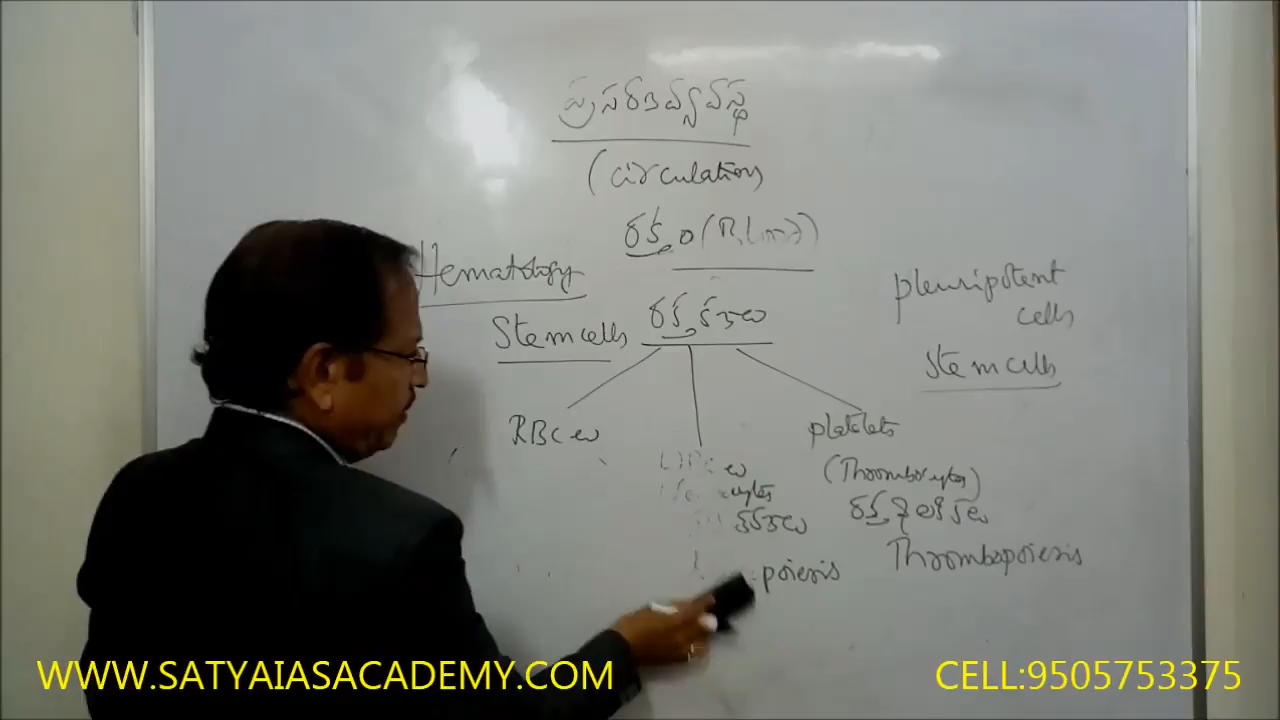 ప్రసరణవ్యవస్థ
(circulation)
రక్తం (Blood)
Hematology
pleuripotent
cells
Stem cells
రక్తకణాలు
Stem cells
RBCలు
platelets
(Thrombocytes)
కణాలు
రక్తఫలకికలు
poiesis
Thrombopoiesis
WWW.SATYAIASACADEMY.COM
CELL:9505753375